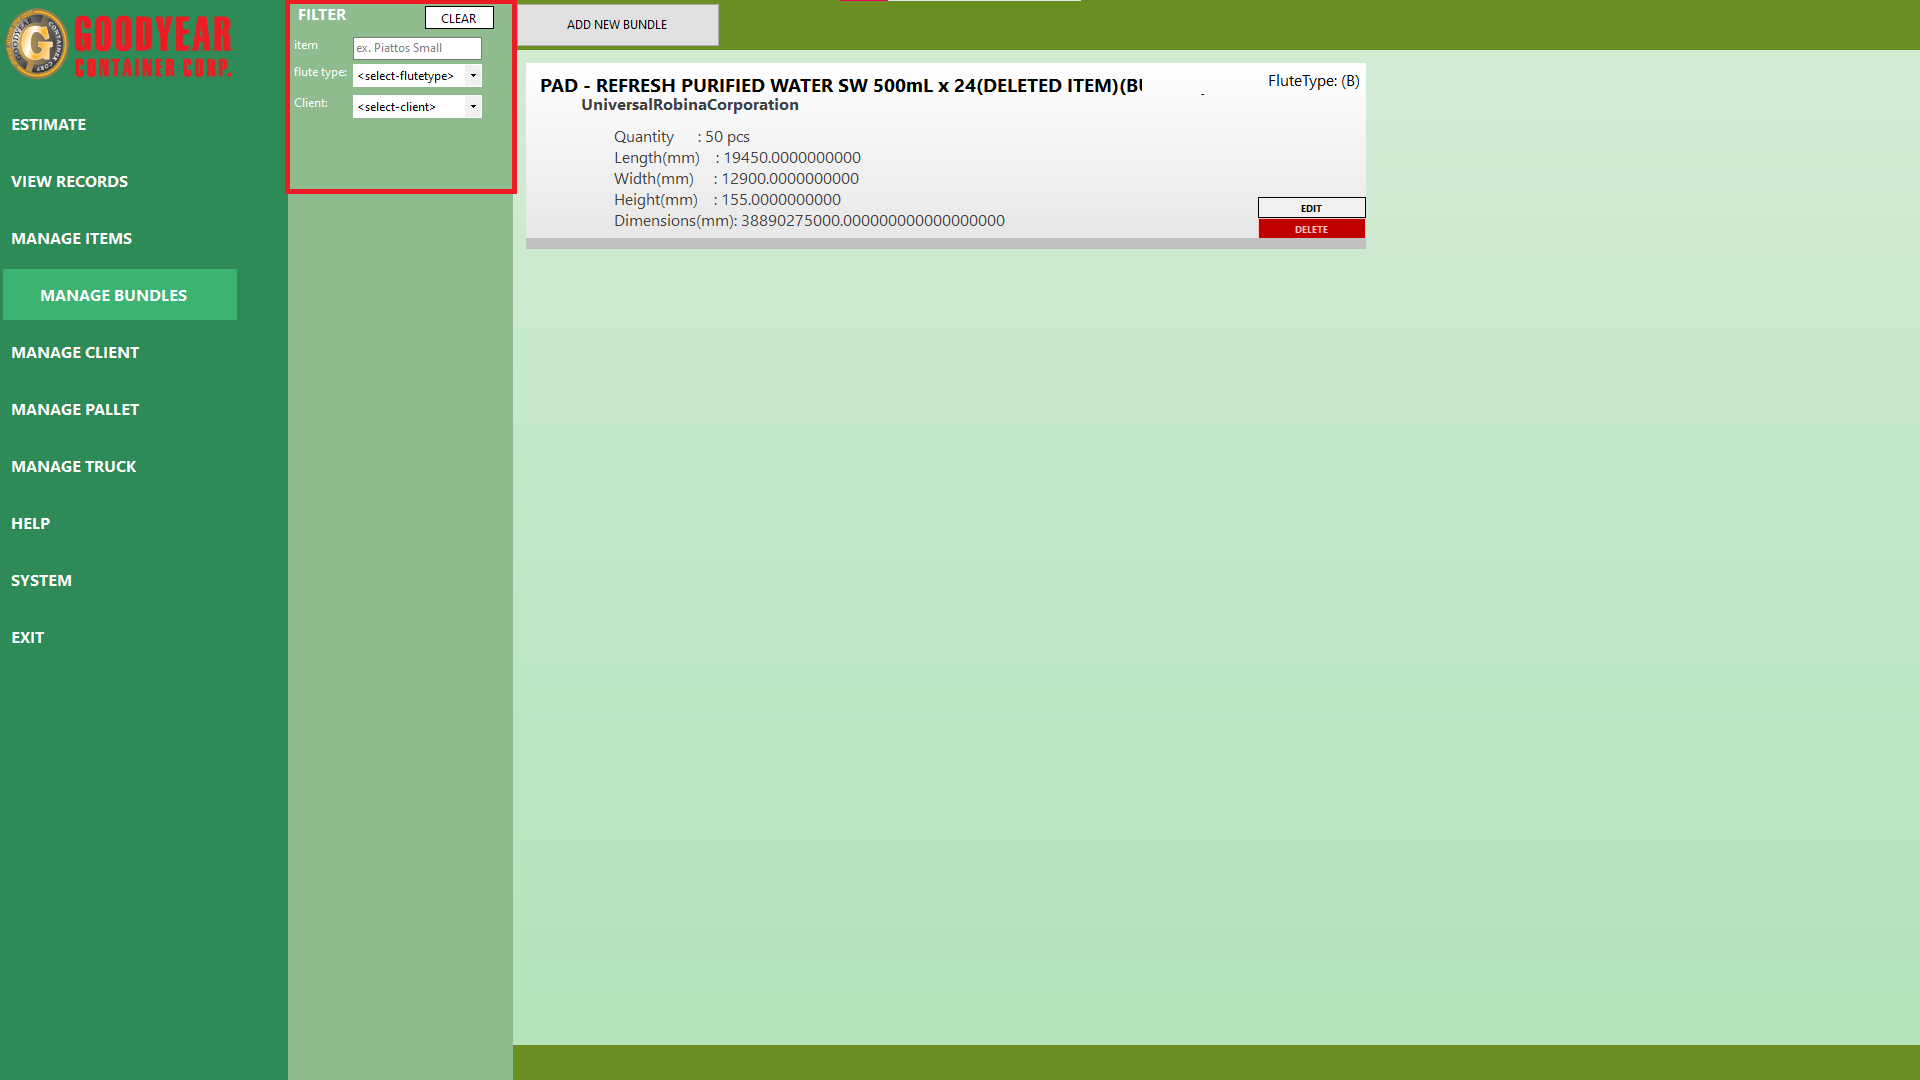 GOODYEAR
CONTAINER CORP.
ESTIMATE
VIEW RECORDS
MANAGE ITEMS
MANAGE BUNDLES
MANAGE CLIENT
MANAGE PALLET
MANAGE TRUCK
HELP
SYSTEM
EXIT
FILTER
CLEAR
item
ex. Piattos Small
flute type:
<select-flutetype>
Client:
<select-client>
ADD NEW BUNDLE
PAD - REFRESH PURIFIED WATER SW 500mL x 24(DELETED ITEM)(BU
-
FluteType: (B)
UniversalRobinaCorporation
Quantity : 50 pcs
Length(mm) : 19450.0000000000
Width(mm) : 12900.0000000000
Height(mm) : 155.0000000000
Dimensions(mm): 38890275000.000000000000000000
EDIT
DELETE